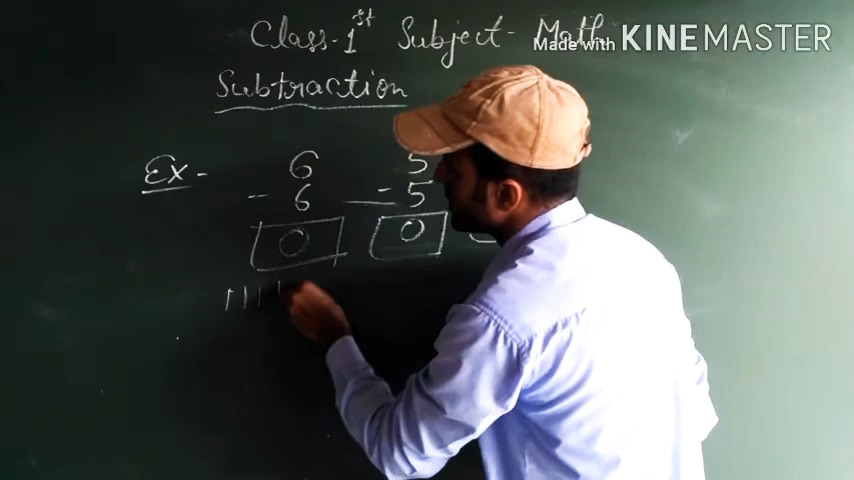 Class-1st Subject-Math
Made with KINEMASTER
Subtraction
Ex- 6 5
- 6 - 5
0 0